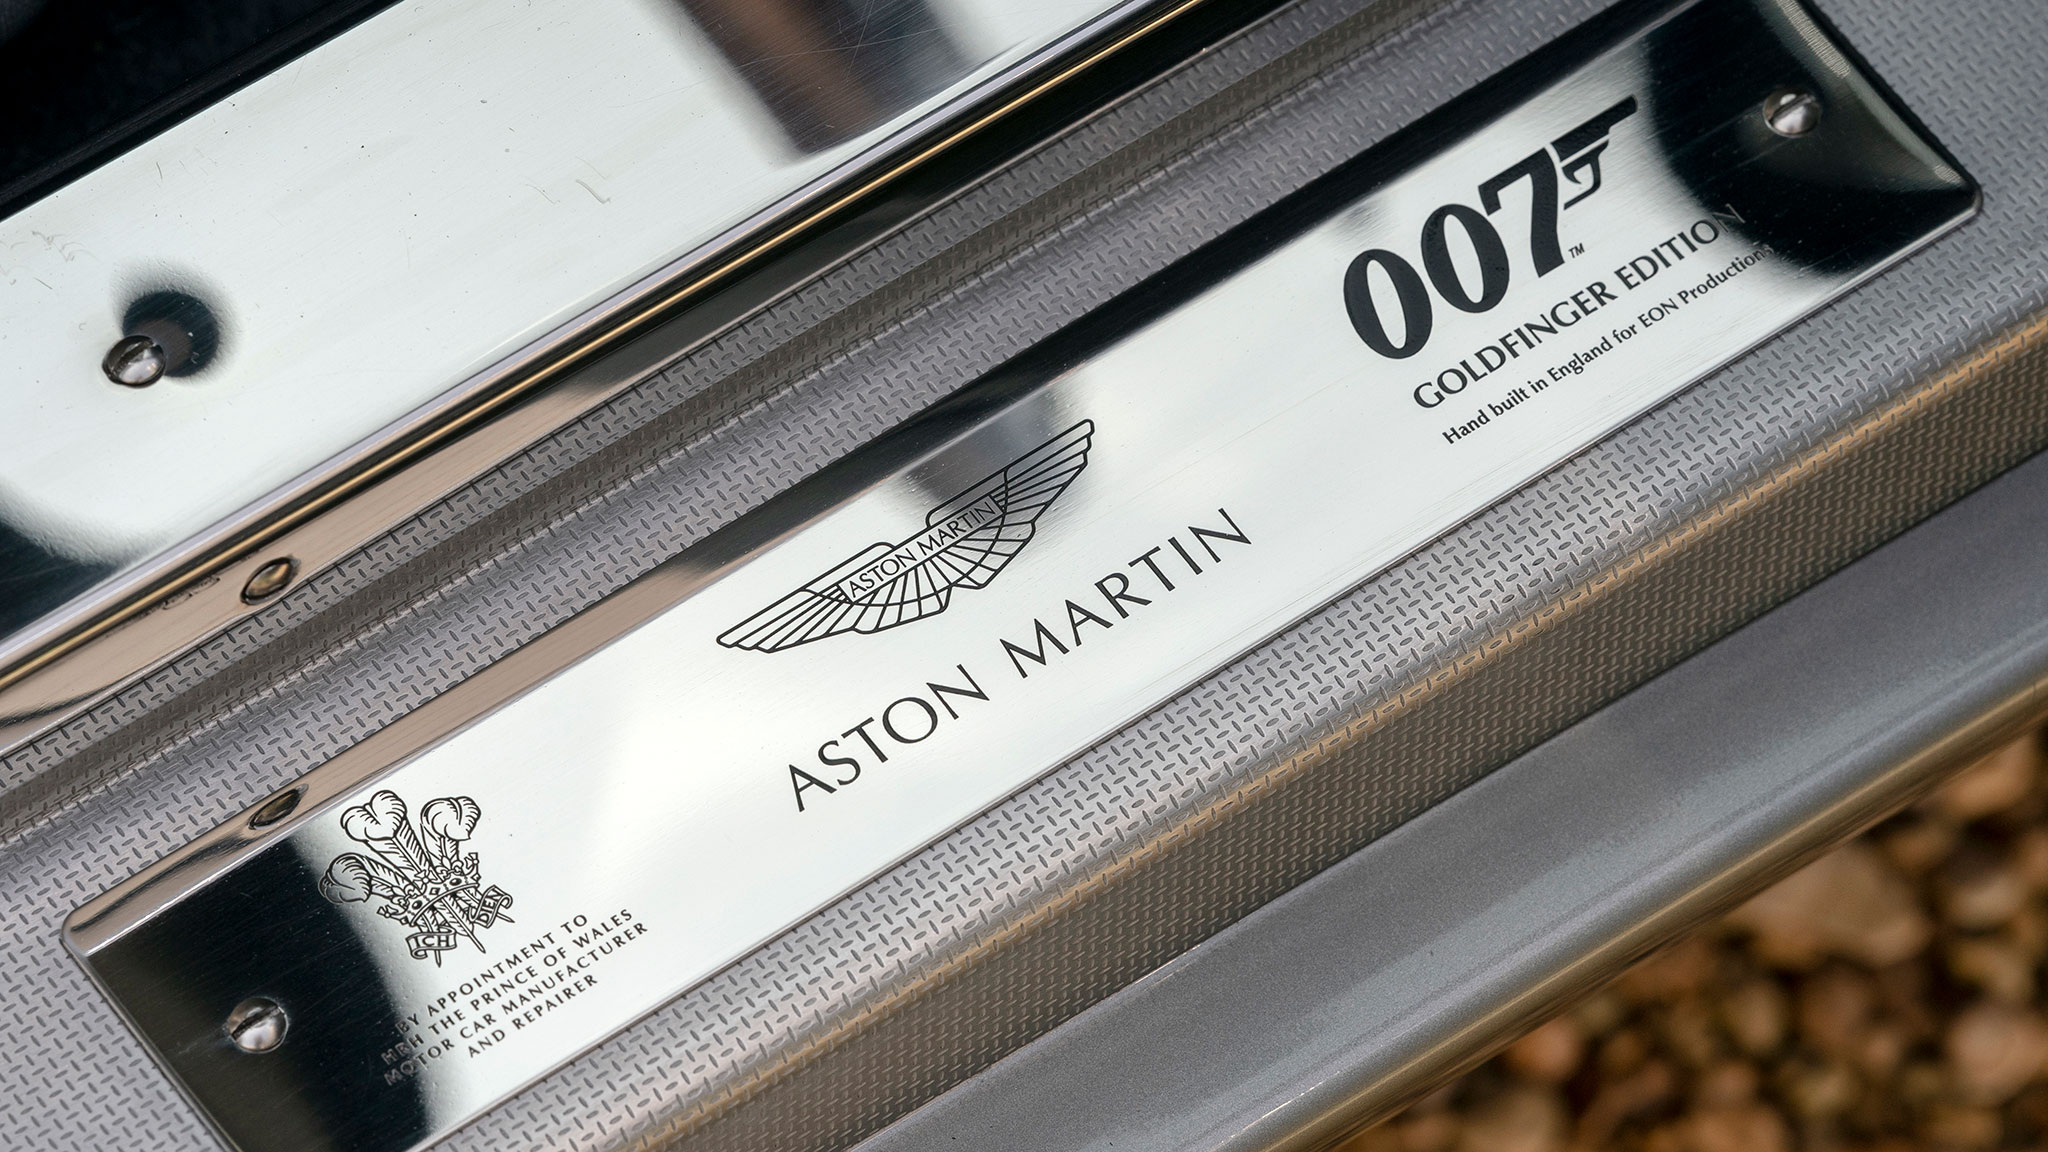 007
™
GOLDFINGER EDITION
Hand built in England for EON Productions
ASTON MARTIN
ASTON MARTIN
ICH DIEN
BY APPOINTMENT TO
HRH THE PRINCE OF WALES
MOTOR CAR MANUFACTURER
AND REPAIRER